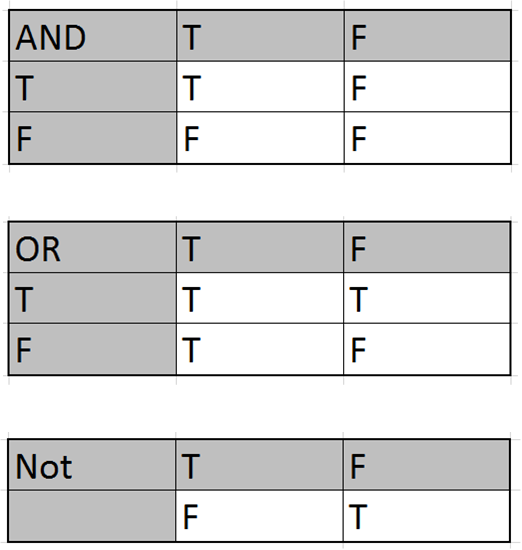 AND T F
T T F
F F F
OR T F
T T T
F T F
Not T F
F T